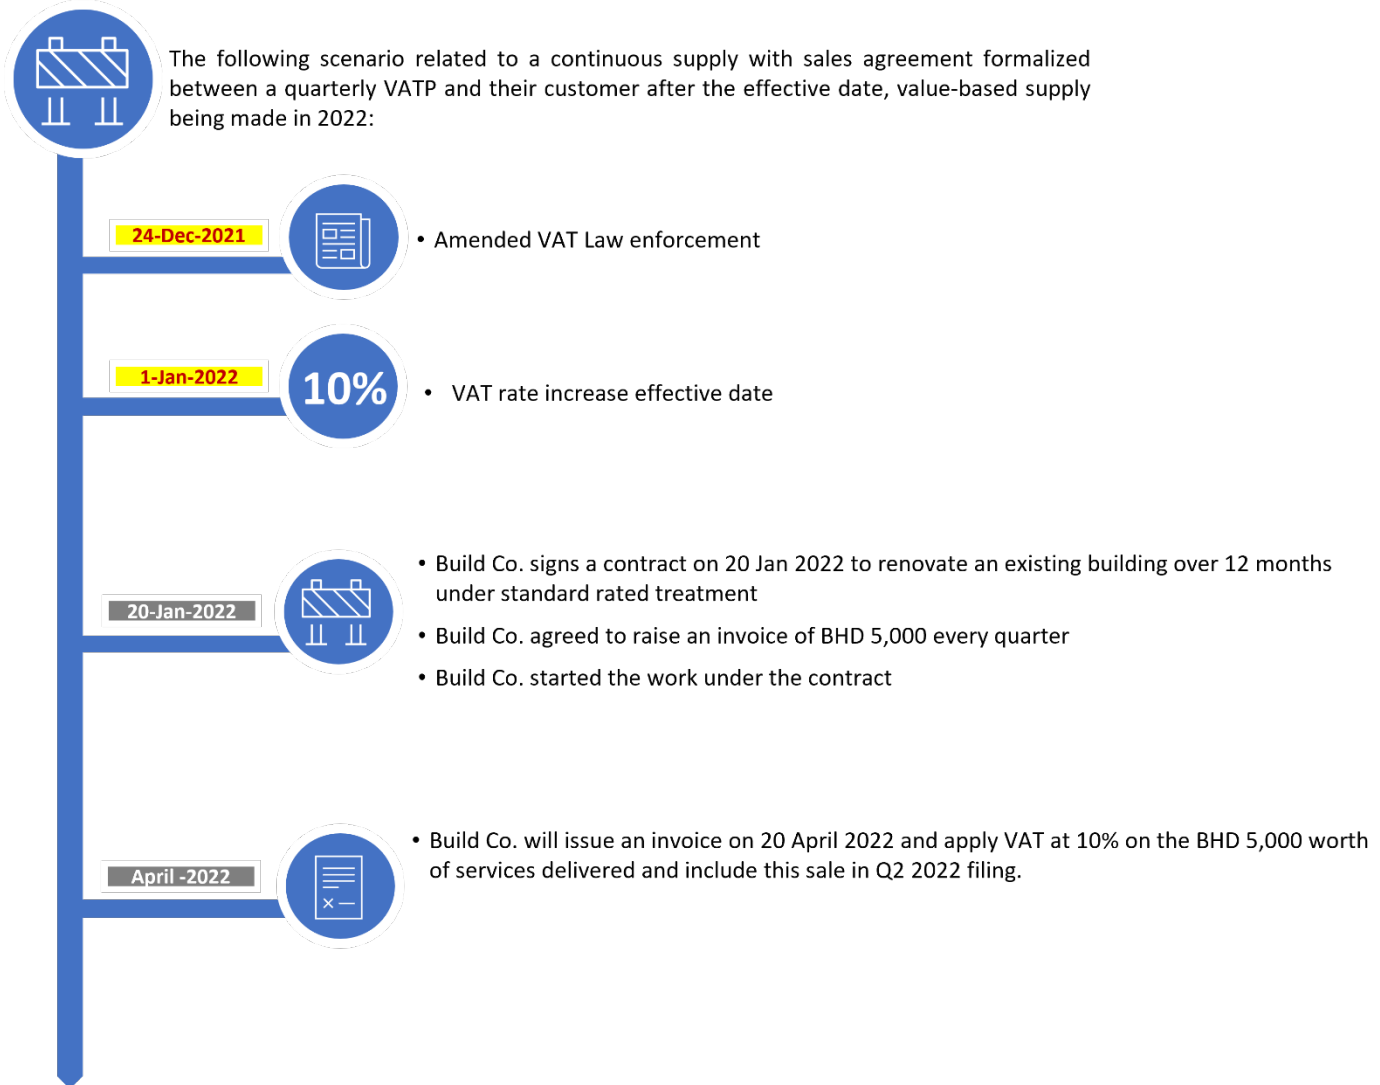 The following scenario related to a continuous supply with sales agreement formalized
between a quarterly VATP and their customer after the effective date, value-based supply
being made in 2022:
24-Dec-2021
• Amended VAT Law enforcement
1-Jan-2022
10%
• VAT rate increase effective date
20-Jan-2022
• Build Co. signs a contract on 20 Jan 2022 to renovate an existing building over 12 months
under standard rated treatment
• Build Co. agreed to raise an invoice of BHD 5,000 every quarter
• Build Co. started the work under the contract
April -2022
• Build Co. will issue an invoice on 20 April 2022 and apply VAT at 10% on the BHD 5,000 worth
of services delivered and include this sale in Q2 2022 filing.